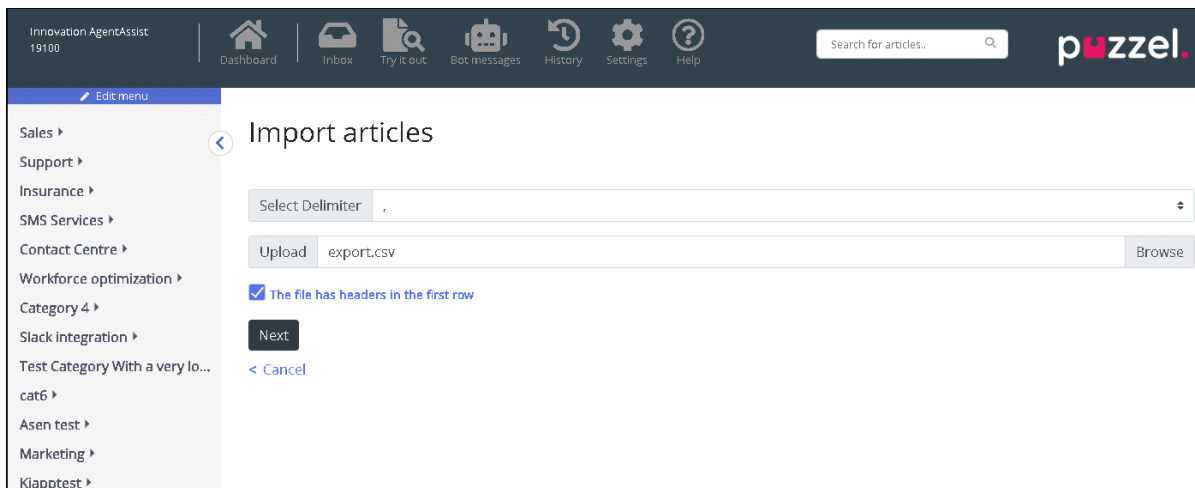 Innovation AgentAssist
19100
Dashboard
Inbox
Try it out
Bot messages
History
Settings
Help
Search for articles..
puzzel.
Edit menu
Sales
Support
Insurance
SMS Services
Contact Centre
Workforce optimization
Category 4
Slack integration
Test Category With a very lo...
cat6
Asen test
Marketing
Kiapptest
Import articles
Select Delimiter ,
Upload export.csv Browse
The file has headers in the first row
Next
< Cancel